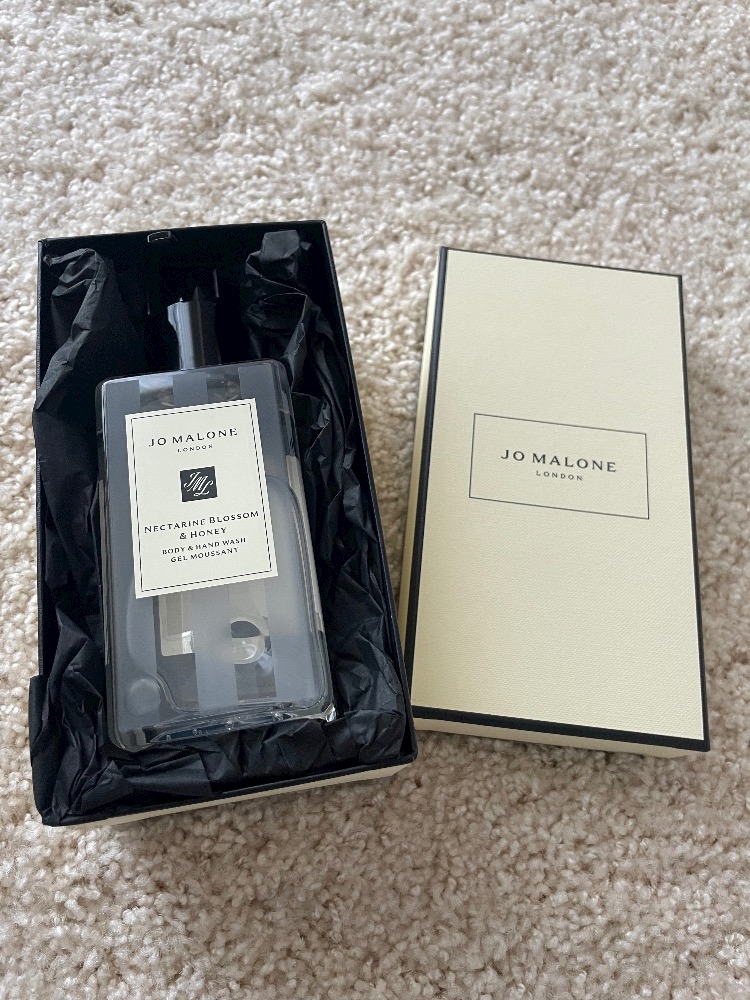 JO MALONE
LONDON
JML
NECTARINE BLOSSOM
& HONEY
BODY & HAND WASH
GEL MOUSSANT
JO MALONE
LONDON